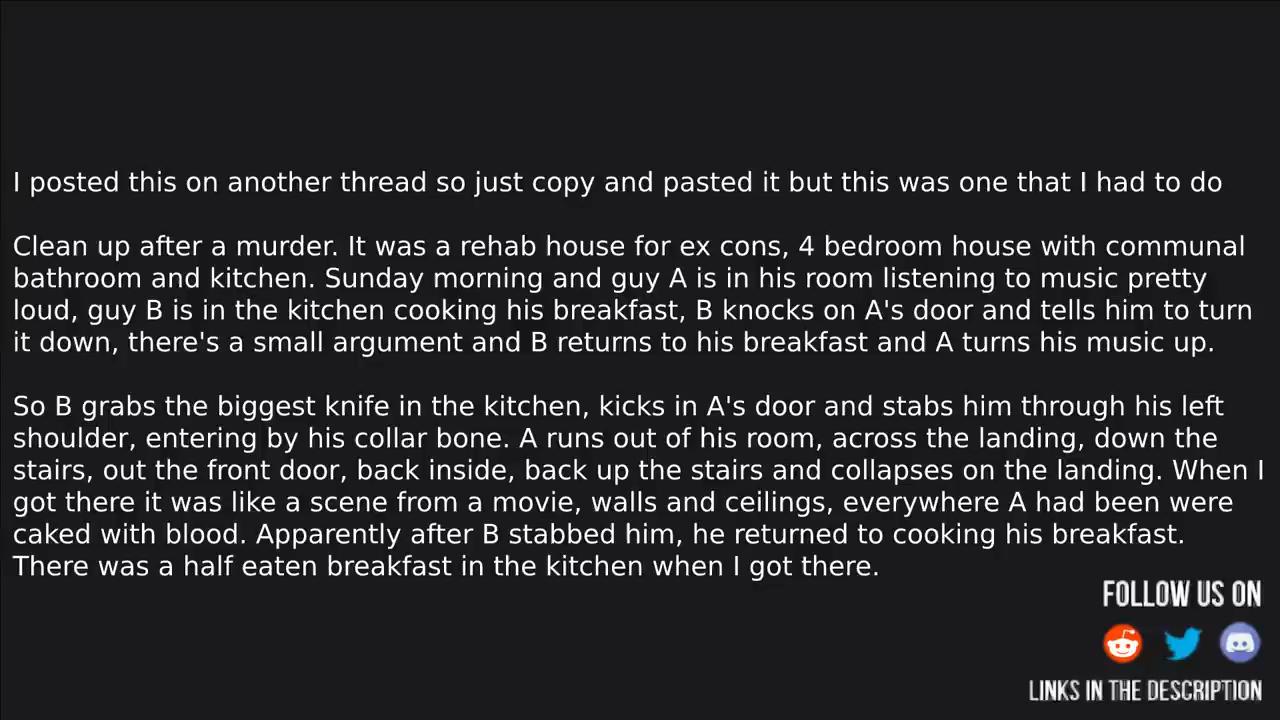 I posted this on another thread so just copy and pasted it but this was one that I had to do
Clean up after a murder. It was a rehab house for ex cons, 4 bedroom house with communal
bathroom and kitchen. Sunday morning and guy A is in his room listening to music pretty
loud, guy B is in the kitchen cooking his breakfast, B knocks on A's door and tells him to turn
it down, there's a small argument and B returns to his breakfast and A turns his music up.
So B grabs the biggest knife in the kitchen, kicks in A's door and stabs him through his left
shoulder, entering by his collar bone. A runs out of his room, across the landing, down the
stairs, out the front door, back inside, back up the stairs and collapses on the landing. When I
got there it was like a scene from a movie, walls and ceilings, everywhere A had been were
caked with blood. Apparently after B stabbed him, he returned to cooking his breakfast.
There was a half eaten breakfast in the kitchen when I got there.
FOLLOW US ON
LINKS IN THE DESCRIPTION